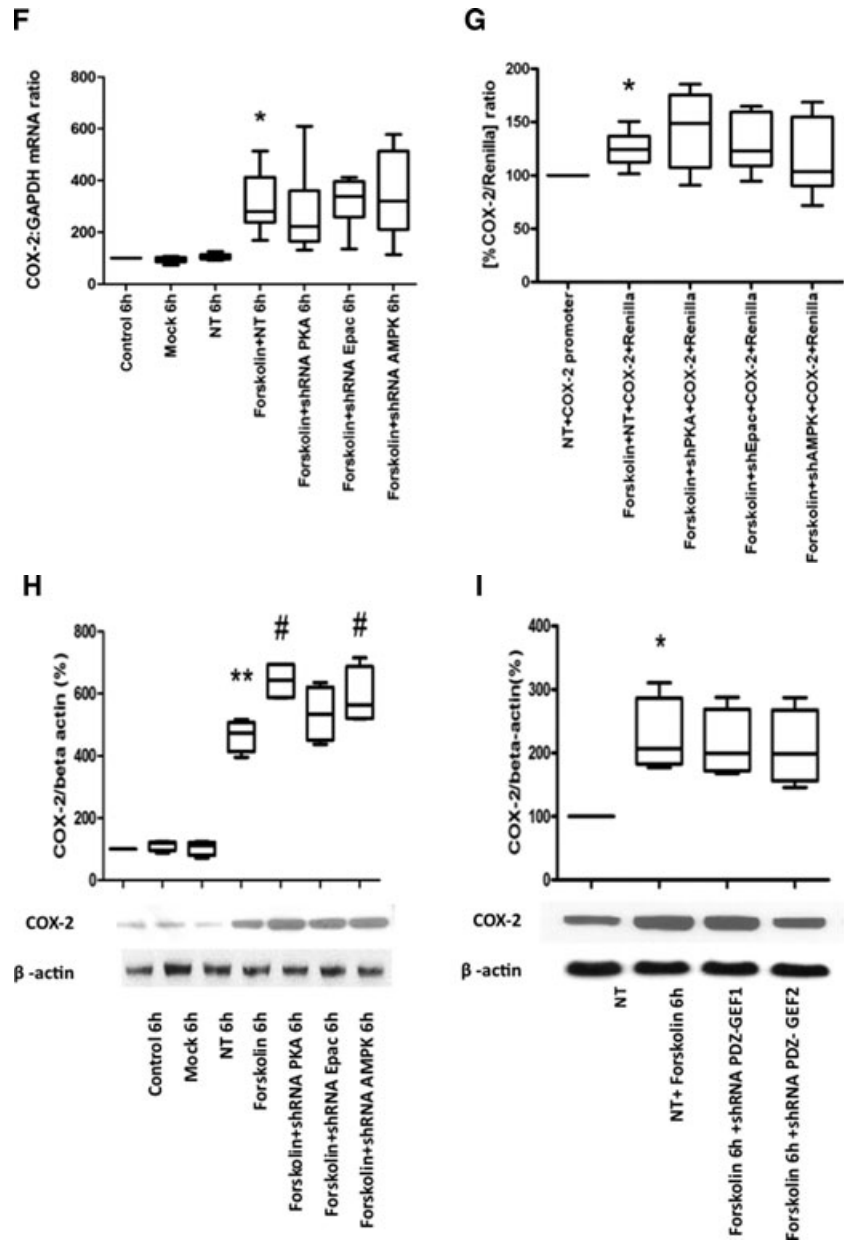 F
COX-2:GAPDH mRNA ratio
800
600
400
200
0
*
Control 6h
Mock 6h
NT 6h
Forskolin+NT 6h
Forskolin+shRNA PKA 6h
Forskolin+shRNA Epac 6h
Forskolin+shRNA AMPK 6h
G
[%COX-2/Renilla] ratio
200
150
100
50
0
*
NT+COX-2 promoter
Forskolin+NT+COX-2+Renilla
Forskolin+shPKA+COX-2+Renilla
Forskolin+shEpac+COX-2+Renilla
Forskolin+shAMPK+COX-2+Renilla
H
COX-2/beta actin (%)
800
600
400
200
0
**
#
#
COX-2
β -actin
Control 6h
Mock 6h
NT 6h
Forskolin 6h
Forskolin+shRNA PKA 6h
Forskolin+shRNA Epac 6h
Forskolin+shRNA AMPK 6h
I
COX-2/beta-actin(%)
400
300
200
100
0
*
COX-2
β -actin
NT
NT+ Forskolin 6h
Forskolin 6h +shRNA PDZ-GEF1
Forskolin 6h +shRNA PDZ- GEF2